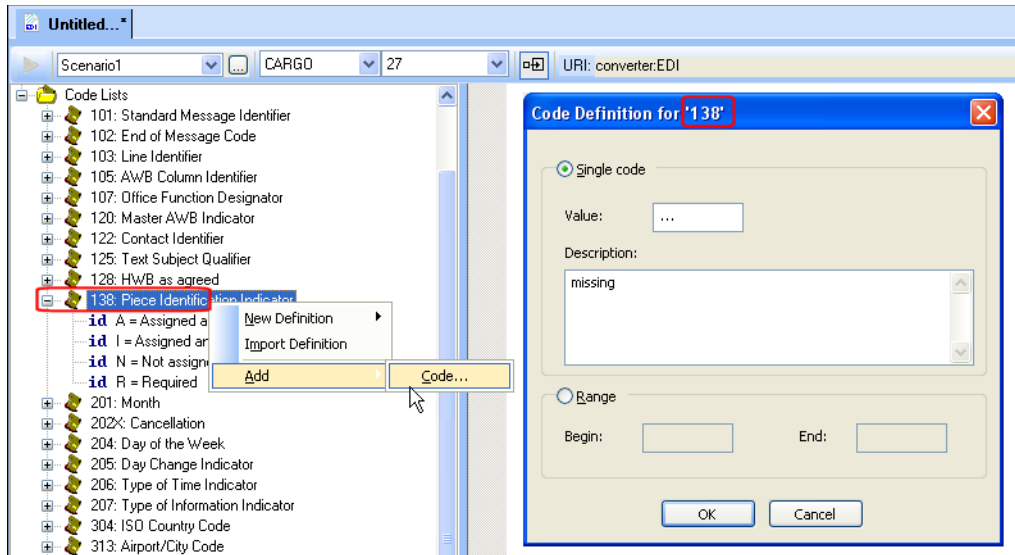 EDI Untitled...*
Scenario1 ... CARGO 27 URI: converter:EDI
Code Lists
101: Standard Message Identifier
102: End of Message Code
103: Line Identifier
105: AWB Column Identifier
107: Office Function Designator
120: Master AWB Indicator
122: Contact Identifier
125: Text Subject Qualifier
128: HWB as agreed
138: Piece Identification Indicator
id A = Assigned a
id I = Assigned an
id N = Not assign
id R = Required
201: Month
202X: Cancellation
204: Day of the Week
205: Day Change Indicator
206: Type of Time Indicator
207: Type of Information Indicator
304: ISO Country Code
313: Airport/City Code
New Definition
Import Definition
Add
Code...
Code Definition for '138'
Single code
Value: ...
Description:
missing
Range
Begin: End:
OK Cancel